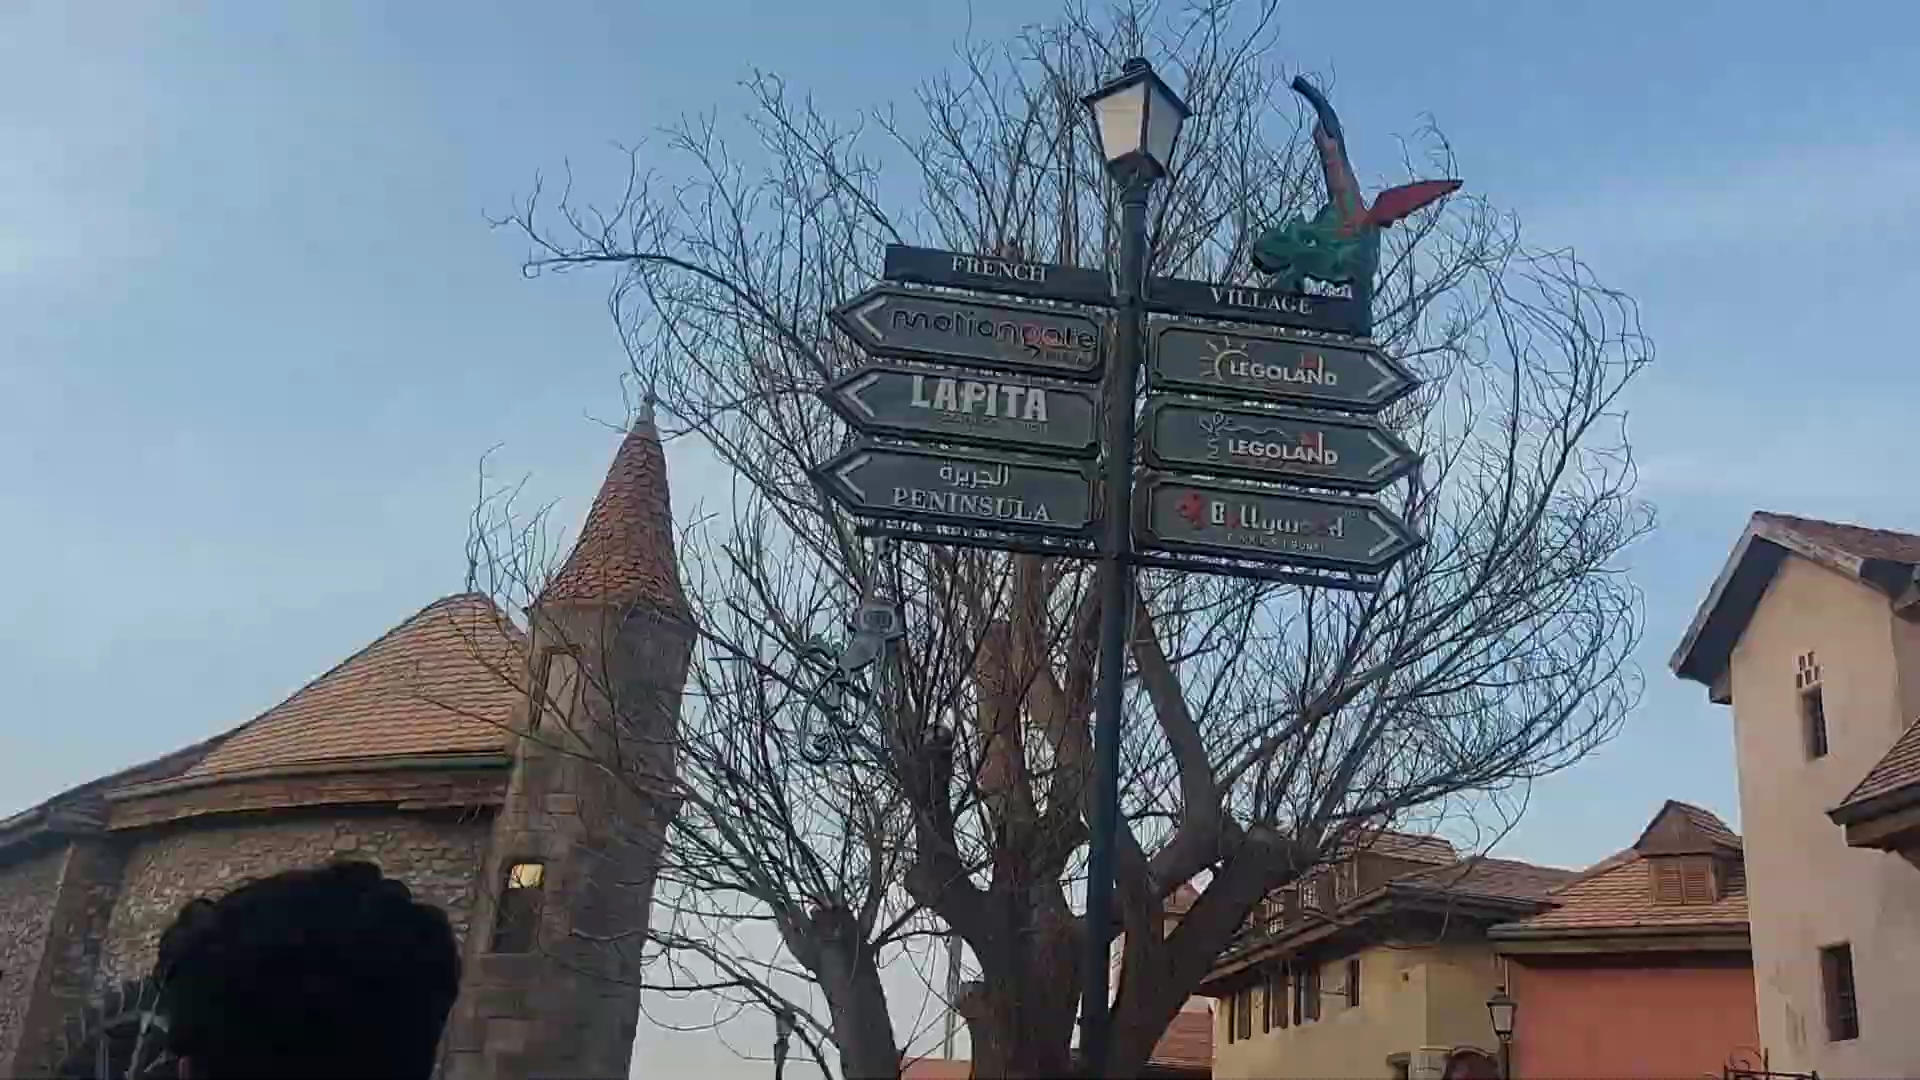 FRENCH
motiongate
LAPITA
الجزيرة
PENINSULA
VILLAGE
LEGOLAND
LEGOLAND
Bollywood